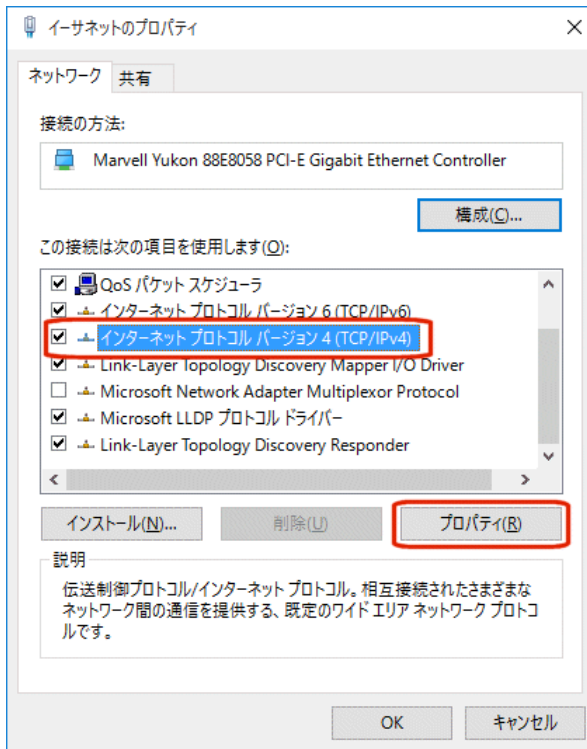 イーサネットのプロパティ
ネットワーク
共有
接続の方法:
Marvell Yukon 88E8058 PCI-E Gigabit Ethernet Controller
構成(C)...
この接続は次の項目を使用します(O):
QoS パケット スケジューラ
インターネット プロトコル バージョン 6 (TCP/IPv6)
インターネット プロトコル バージョン 4 (TCP/IPv4)
Link-Layer Topology Discovery Mapper I/O Driver
Microsoft Network Adapter Multiplexor Protocol
Microsoft LLDP プロトコル ドライバー
Link-Layer Topology Discovery Responder
インストール(N)...
削除(U)
プロパティ(R)
説明
伝送制御プロトコル/インターネット プロトコル。相互接続されたさまざまな
ネットワーク間の通信を提供する、既定のワイド エリア ネットワーク プロトコ
ルです。
OK
キャンセル